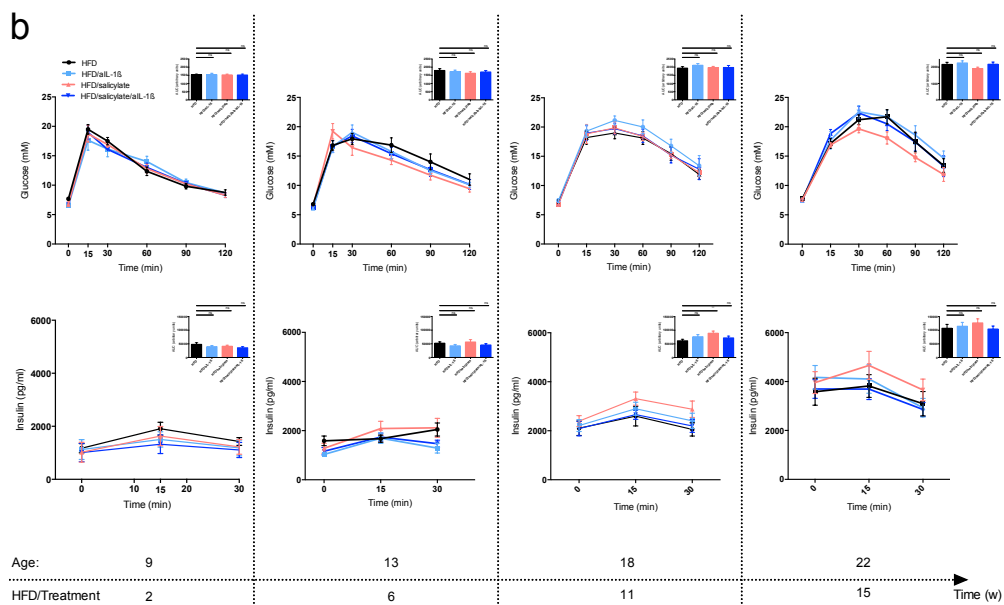 b
HFD
HFD/aIL-1ß
HFD/salicylate
HFD/salicylate/aIL-1ß
Glucose (mM)
25
20
15
10
5
0
0 15 30 60 90 120
Time (min)
Glucose (mM)
25
20
15
10
5
0
0 15 30 60 90 120
Time (min)
Glucose (mM)
25
20
15
10
5
0
0 15 30 60 90 120
Time (min)
Glucose (mM)
25
20
15
10
5
0
0 15 30 60 90 120
Time (min)
Insulin (pg/ml)
6000
4000
2000
0
0 15 30
Time (min)
Insulin (pg/ml)
6000
4000
2000
0
0 15 30
Time (min)
Insulin (pg/ml)
6000
4000
2000
0
0 15 30
Time (min)
Insulin (pg/ml)
6000
4000
2000
0
0 15 30
Time (min)
Age: 9 13 18 22
HFD/Treatment 2 6 11 15 Time (w)